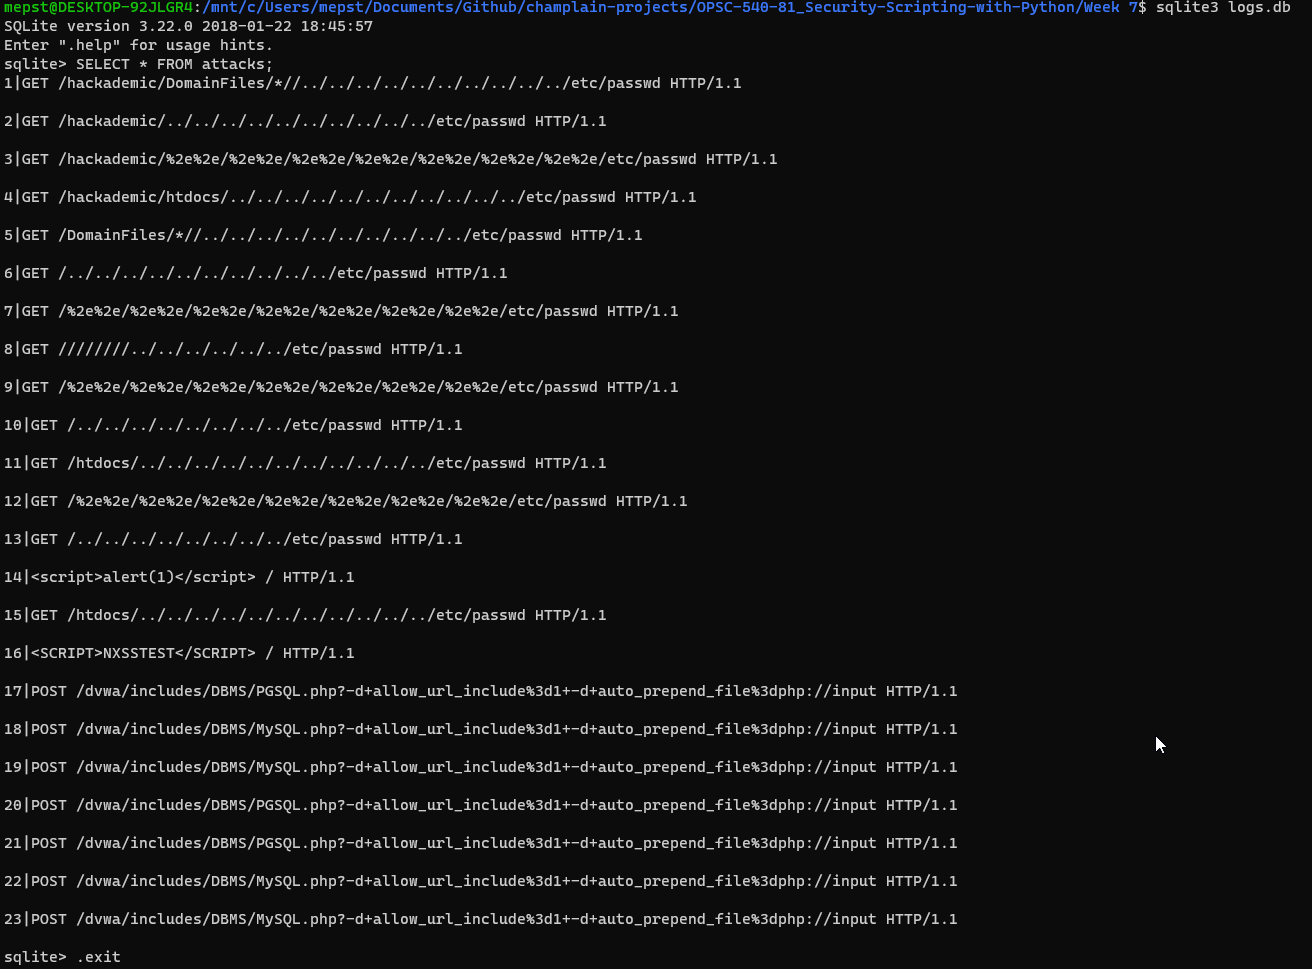 mepst@DESKTOP-92JLGR4:/mnt/c/Users/mepst/Documents/Github/champlain-projects/OPSC-540-81_Security-Scripting-with-Python/Week 7$ sqlite3 logs.db
SQLite version 3.22.0 2018-01-22 18:45:57
Enter ".help" for usage hints.
sqlite> SELECT * FROM attacks;
1|GET /hackademic/DomainFiles/*//../../../../../../../../../../etc/passwd HTTP/1.1
2|GET /hackademic/../../../../../../../../../../etc/passwd HTTP/1.1
3|GET /hackademic/%2e%2e/%2e%2e/%2e%2e/%2e%2e/%2e%2e/%2e%2e/%2e%2e/etc/passwd HTTP/1.1
4|GET /hackademic/htdocs/../../../../../../../../../../../etc/passwd HTTP/1.1
5|GET /DomainFiles/*//../../../../../../../../../../etc/passwd HTTP/1.1
6|GET /../../../../../../../../../../etc/passwd HTTP/1.1
7|GET /%2e%2e/%2e%2e/%2e%2e/%2e%2e/%2e%2e/%2e%2e/%2e%2e/etc/passwd HTTP/1.1
8|GET ////////../../../../../../etc/passwd HTTP/1.1
9|GET /%2e%2e/%2e%2e/%2e%2e/%2e%2e/%2e%2e/%2e%2e/%2e%2e/etc/passwd HTTP/1.1
10|GET /../../../../../../../../etc/passwd HTTP/1.1
11|GET /htdocs/../../../../../../../../../../../etc/passwd HTTP/1.1
12|GET /%2e%2e/%2e%2e/%2e%2e/%2e%2e/%2e%2e/%2e%2e/%2e%2e/etc/passwd HTTP/1.1
13|GET /../../../../../../../../etc/passwd HTTP/1.1
14|<script>alert(1)</script> / HTTP/1.1
15|GET /htdocs/../../../../../../../../../../../etc/passwd HTTP/1.1
16|<SCRIPT>NXSSTEST</SCRIPT> / HTTP/1.1
17|POST /dvwa/includes/DBMS/PGSQL.php?-d+allow_url_include%3d1+-d+auto_prepend_file%3dphp://input HTTP/1.1
18|POST /dvwa/includes/DBMS/MySQL.php?-d+allow_url_include%3d1+-d+auto_prepend_file%3dphp://input HTTP/1.1
19|POST /dvwa/includes/DBMS/MySQL.php?-d+allow_url_include%3d1+-d+auto_prepend_file%3dphp://input HTTP/1.1
20|POST /dvwa/includes/DBMS/PGSQL.php?-d+allow_url_include%3d1+-d+auto_prepend_file%3dphp://input HTTP/1.1
21|POST /dvwa/includes/DBMS/PGSQL.php?-d+allow_url_include%3d1+-d+auto_prepend_file%3dphp://input HTTP/1.1
22|POST /dvwa/includes/DBMS/MySQL.php?-d+allow_url_include%3d1+-d+auto_prepend_file%3dphp://input HTTP/1.1
23|POST /dvwa/includes/DBMS/MySQL.php?-d+allow_url_include%3d1+-d+auto_prepend_file%3dphp://input HTTP/1.1
sqlite> .exit